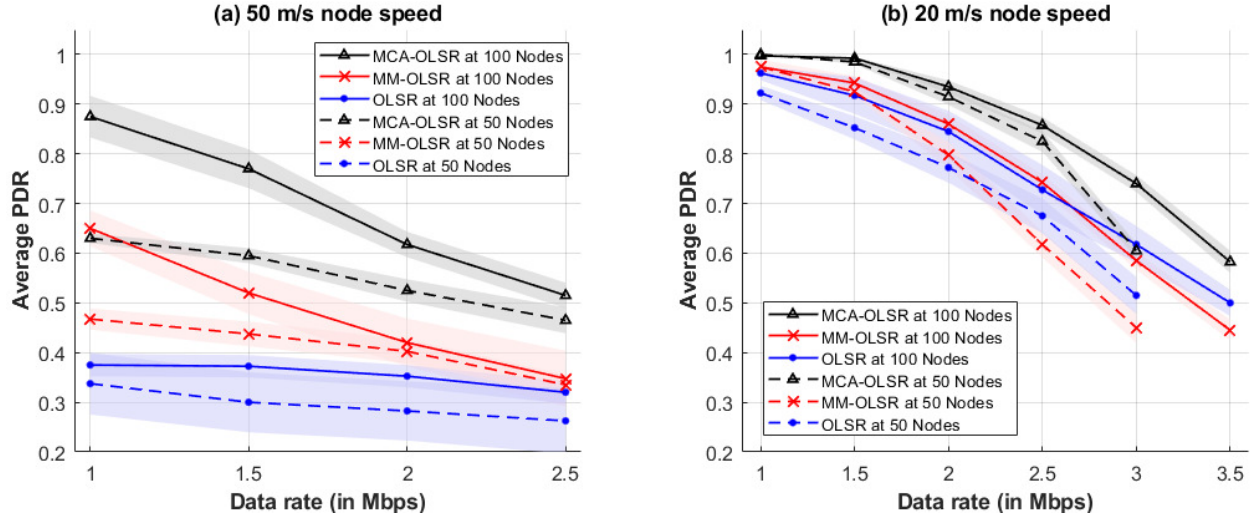 (a) 50 m/s node speed
Average PDR
1
0.9
0.8
0.7
0.6
0.5
0.4
0.3
0.2
MCA-OLSR at 100 Nodes
MM-OLSR at 100 Nodes
OLSR at 100 Nodes
MCA-OLSR at 50 Nodes
MM-OLSR at 50 Nodes
OLSR at 50 Nodes
1 1.5 2 2.5
Data rate (in Mbps)
(b) 20 m/s node speed
Average PDR
1
0.9
0.8
0.7
0.6
0.5
0.4
0.3
0.2
MCA-OLSR at 100 Nodes
MM-OLSR at 100 Nodes
OLSR at 100 Nodes
MCA-OLSR at 50 Nodes
MM-OLSR at 50 Nodes
OLSR at 50 Nodes
1 1.5 2 2.5 3 3.5
Data rate (in Mbps)